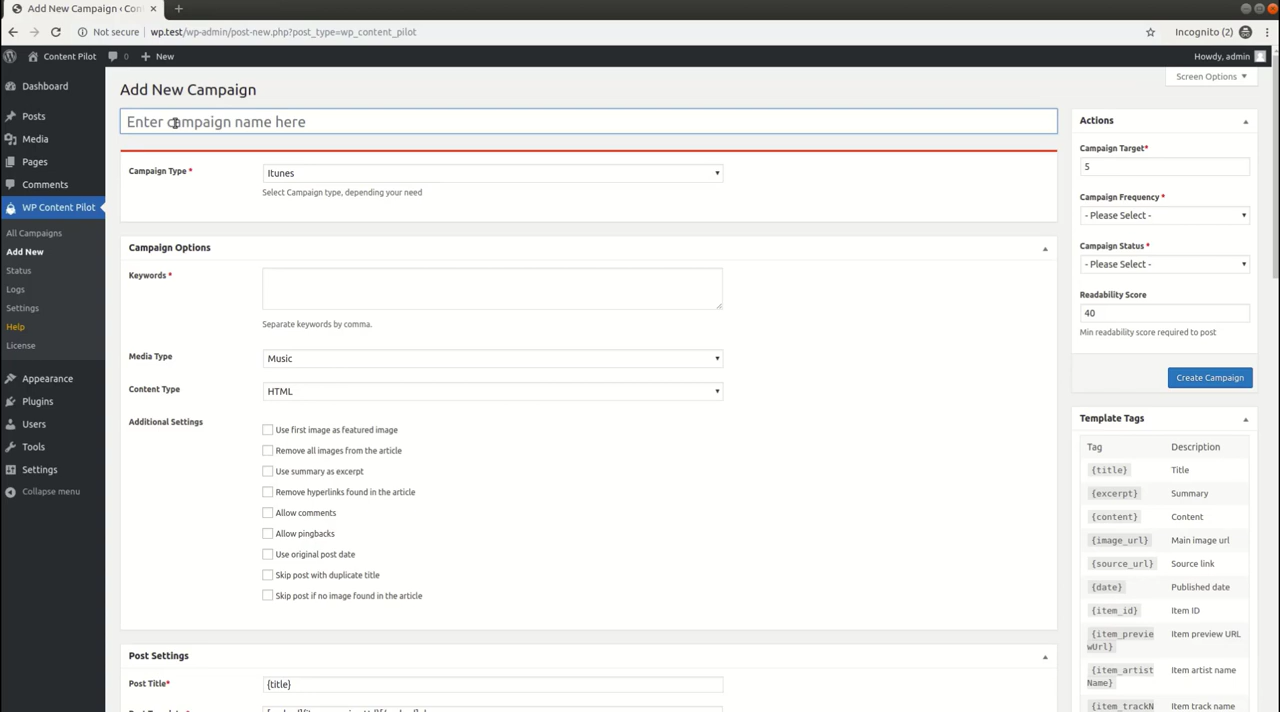 Add New Campaign ‹ Con
Not secure wp.test/wp-admin/post-new.php?post_type=wp_content_pilot
Incognito (2)
Content Pilot 0 New
Howdy, admin
Dashboard
Posts
Media
Pages
Comments
WP Content Pilot
All Campaigns
Add New
Status
Logs
Settings
Help
License
Appearance
Plugins
Users
Tools
Settings
Collapse menu
Screen Options
Add New Campaign
Enter campaign name here
Campaign Type * Itunes
Select Campaign type, depending your need
Campaign Options
Keywords *
Separate keywords by comma.
Media Type Music
Content Type HTML
Additional Settings
Use first image as featured image
Remove all images from the article
Use summary as excerpt
Remove hyperlinks found in the article
Allow comments
Allow pingbacks
Use original post date
Skip post with duplicate title
Skip post if no image found in the article
Post Settings
Post Title* {title}
Actions
Campaign Target*
5
Campaign Frequency *
- Please Select -
Campaign Status *
- Please Select -
Readability Score
40
Min readability score required to post
Create Campaign
Template Tags
Tag Description
{title} Title
{excerpt} Summary
{content} Content
{image_url} Main image url
{source_url} Source link
{date} Published date
{item_id} Item ID
{item_previe Item preview URL
wUrl}
{item_artist Item artist name
Name}
{item_trackN Item track name